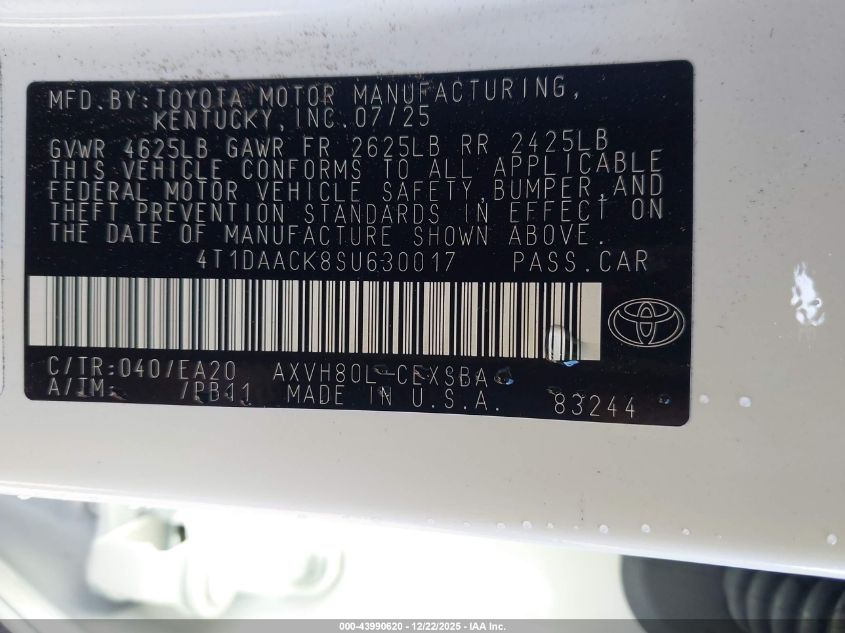 MFD.BY:TOYOTA MOTOR MANUFACTURING,
KENTUCKY, INC.07/25
GVWR 4625LB GAWR FR 2625LB RR 2425LB
THIS VEHICLE CONFORMS TO ALL APPLICABLE
FEDERAL MOTOR VEHICLE SAFETY,BUMPER,AND
THEFT PREVENTION STANDARDS IN EFFECT ON
THE DATE OF MANUFACTURE SHOWN ABOVE.
4T1DAACK8SU630017 PASS.CAR
C/TR:040/EA20 AXVH80L-CEXSBA
A/IM: /PB11 MADE IN U.S.A. 83244
000-43990620 - 12/22/2025 - IAA Inc.